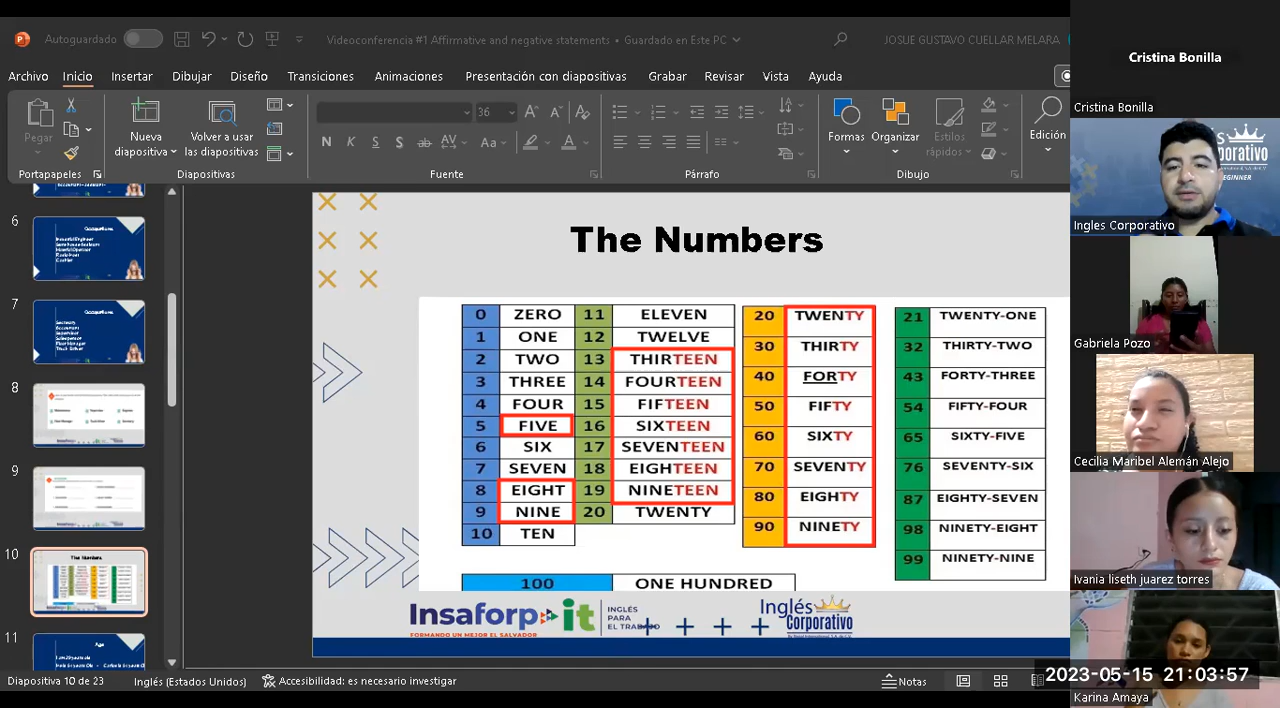 Autoguardado
Videoconferencia #1 Affirmative and negative statements • Guardado en Este PC
JOSUE GUSTAVO CUELLAR MELARA
Archivo Inicio Insertar Dibujar Diseño Transiciones Animaciones Presentación con diapositivas Grabar Revisar Vista Ayuda
Pegar
Nueva diapositiva
Volver a usar las diapositivas
36
N K S S ab AV Aa A
Formas Organizar Estilos rápidos Edición
Portapapeles Diapositivas Fuente Párrafo Dibujo
6
7
8
9
10
11
The Numbers
0 ZERO 11 ELEVEN
1 ONE 12 TWELVE
2 TWO 13 THIRTEEN
3 THREE 14 FOURTEEN
4 FOUR 15 FIFTEEN
5 FIVE 16 SIXTEEN
6 SIX 17 SEVENTEEN
7 SEVEN 18 EIGHTEEN
8 EIGHT 19 NINETEEN
9 NINE 20 TWENTY
10 TEN
20 TWENTY
30 THIRTY
40 FORTY
50 FIFTY
60 SIXTY
70 SEVENTY
80 EIGHTY
90 NINETY
21 TWENTY-ONE
32 THIRTY-TWO
43 FORTY-THREE
54 FIFTY-FOUR
65 SIXTY-FIVE
76 SEVENTY-SIX
87 EIGHTY-SEVEN
98 NINETY-EIGHT
99 NINETY-NINE
100 ONE HUNDRED
Insaforp it
FORMANDO UN MEJOR EL SALVADOR
INGLÉS
PARA
EL TRABAJO
Inglés
Corporativo
Diapositiva 10 de 23
Inglés (Estados Unidos)
Accesibilidad: es necesario investigar
Notas
Cristina Bonilla
Cristina Bonilla
Ingles Corporativo
Gabriela Pozo
Cecilia Maribel Alemán Alejo
Ivania liseth juarez torres
2023-05-15 21:03:57
Karina Amaya